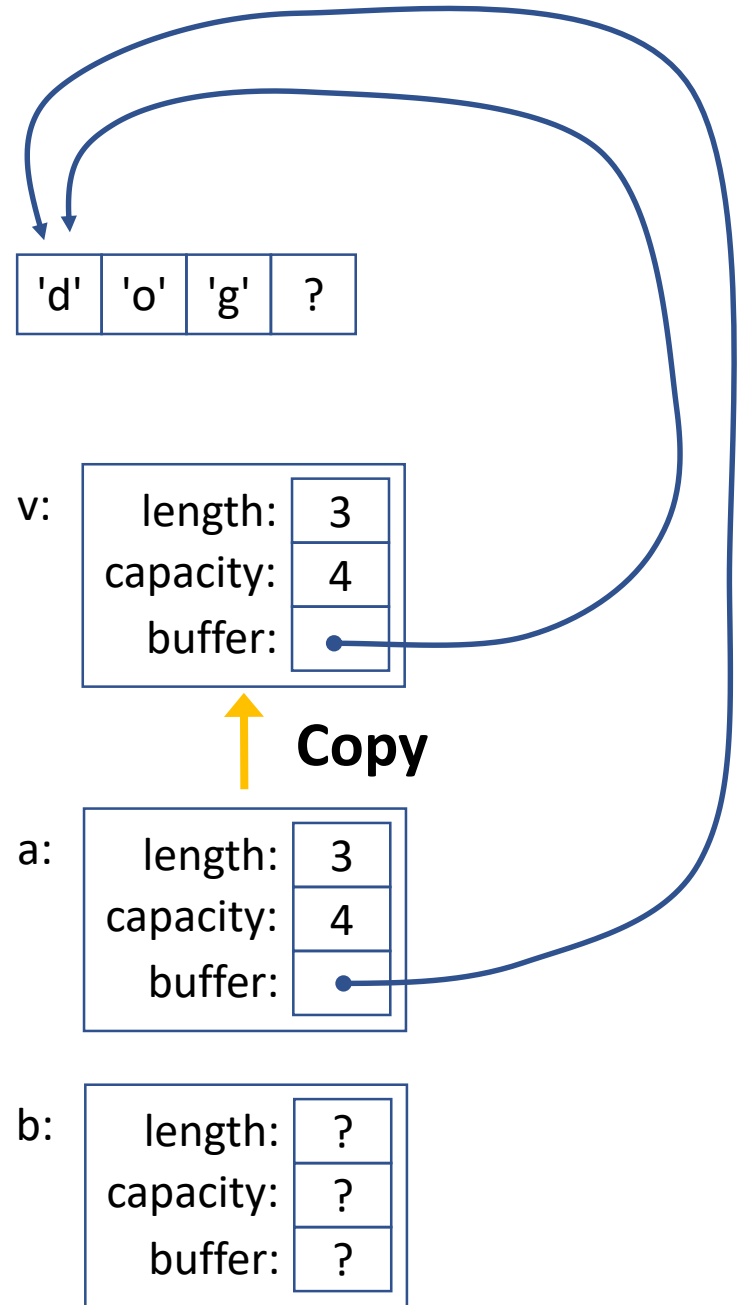 'd' 'o' 'g' ?
v:
length: 3
capacity: 4
buffer:
Copy
a:
length: 3
capacity: 4
buffer:
b:
length: ?
capacity: ?
buffer: ?